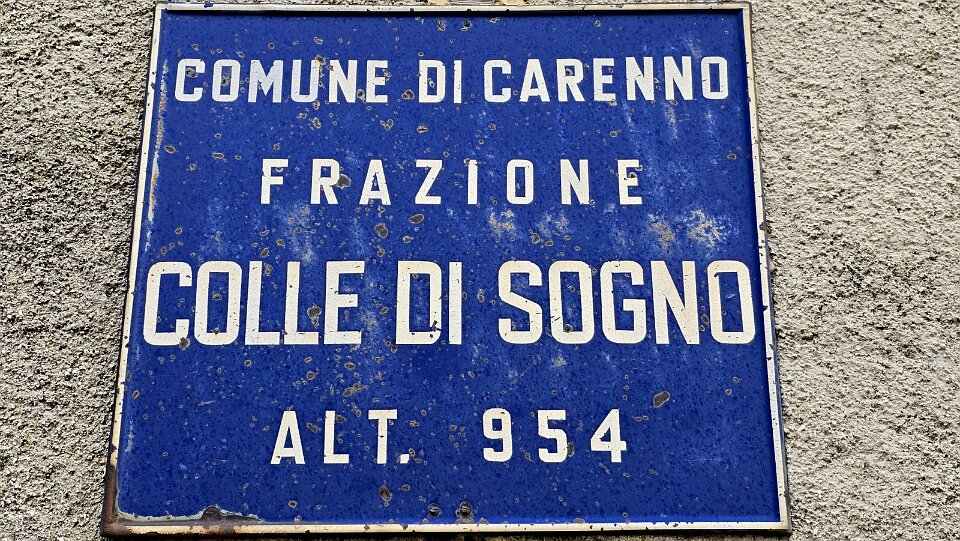 COMUNE DI CARENNO
FRAZIONE
COLLE DI SOGNO
ALT. 954